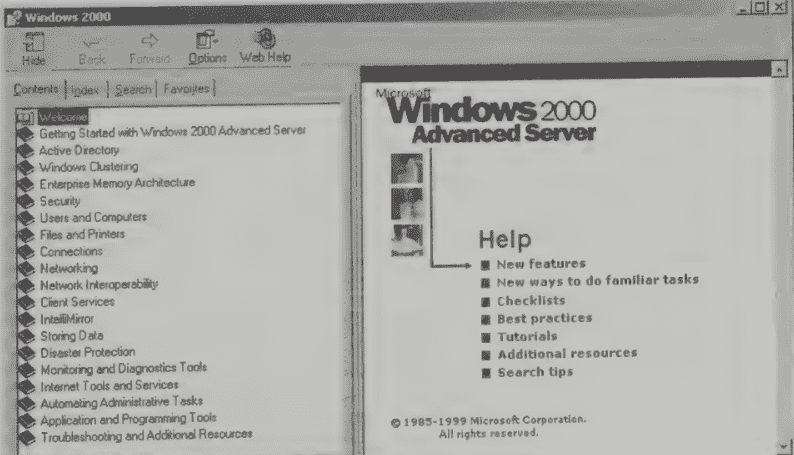 Windows 2000
Hide Back Forward Options Web Help
Contents Index Search Favorites
Welcome
Getting Started with Windows 2000 Advanced Server
Active Directory
Windows Clustering
Enterprise Memory Architecture
Security
Users and Computers
Files and Printers
Connections
Networking
Network Interoperability
Client Services
IntelliMirror
Storing Data
Disaster Protection
Monitoring and Diagnostics Tools
Internet Tools and Services
Automating Administrative Tasks
Application and Programming Tools
Troubleshooting and Additional Resources
Microsoft
Windows 2000
Advanced Server
Help
New features
New ways to do familiar tasks
Checklists
Best practices
Tutorials
Additional resources
Search tips
© 1985-1999 Microsoft Corporation.
All rights reserved.